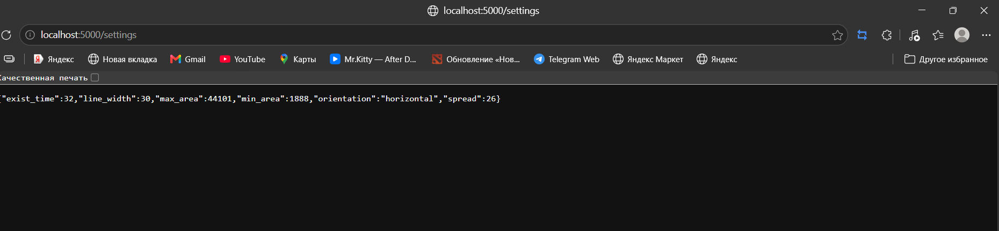 localhost:5000/settings
localhost:5000/settings
Яндекс Новая вкладка Gmail YouTube Карты Mr.Kitty — After D... Обновление «Нов... Telegram Web Яндекс Маркет Яндекс Другое избранное
Качественная печать
{"exist_time":32,"line_width":30,"max_area":44101,"min_area":1888,"orientation":"horizontal","spread":26}